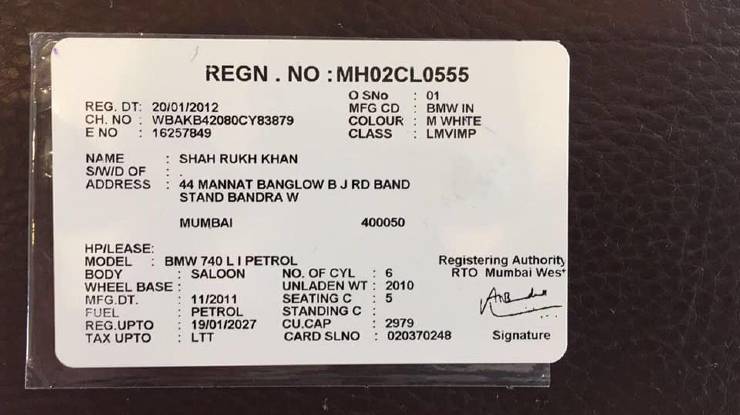 REGN . NO : MH02CL0555
O SNo : 01
REG. DT: 20/01/2012 MFG CD : BMW IN
CH. NO : WBAKB42080CY83879 COLOUR : M WHITE
E NO : 16257849 CLASS : LMVIMP
NAME : SHAH RUKH KHAN
S/W/D OF : .
ADDRESS : 44 MANNAT BANGLOW B J RD BAND
STAND BANDRA W
MUMBAI 400050
HP/LEASE:
MODEL : BMW 740 L I PETROL Registering Authority
BODY : SALOON NO. OF CYL : 6 RTO Mumbai West
WHEEL BASE : UNLADEN WT : 2010
MFG.DT. : 11/2011 SEATING C : 5
FUEL : PETROL STANDING C :
REG.UPTO : 19/01/2027 CU.CAP : 2979
TAX UPTO : LTT CARD SLNO : 020370248 Signature